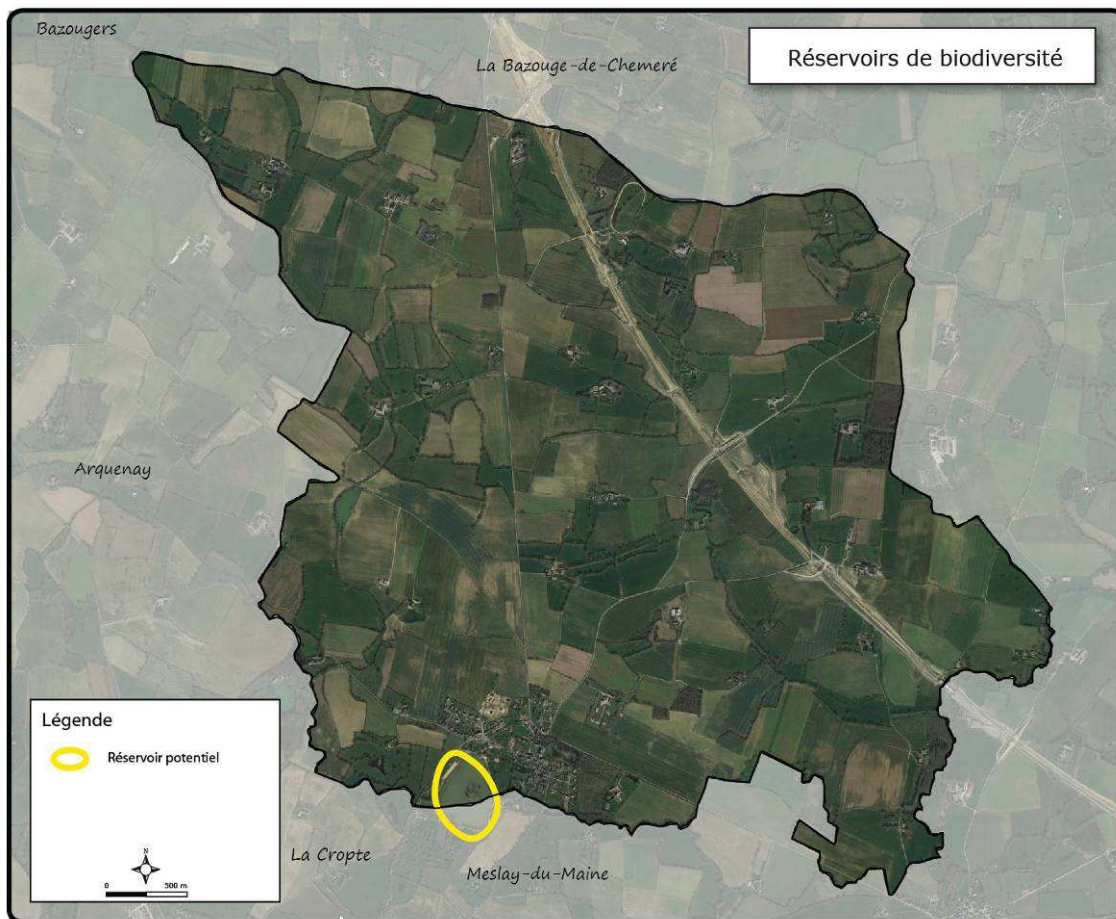 Bazougers
La Bazouge-de-Chemeré
Réservoirs de biodiversité
Arquenay
Légende
Réservoir potentiel
N
0 500 m
La Cropte
Meslay-du-Maine